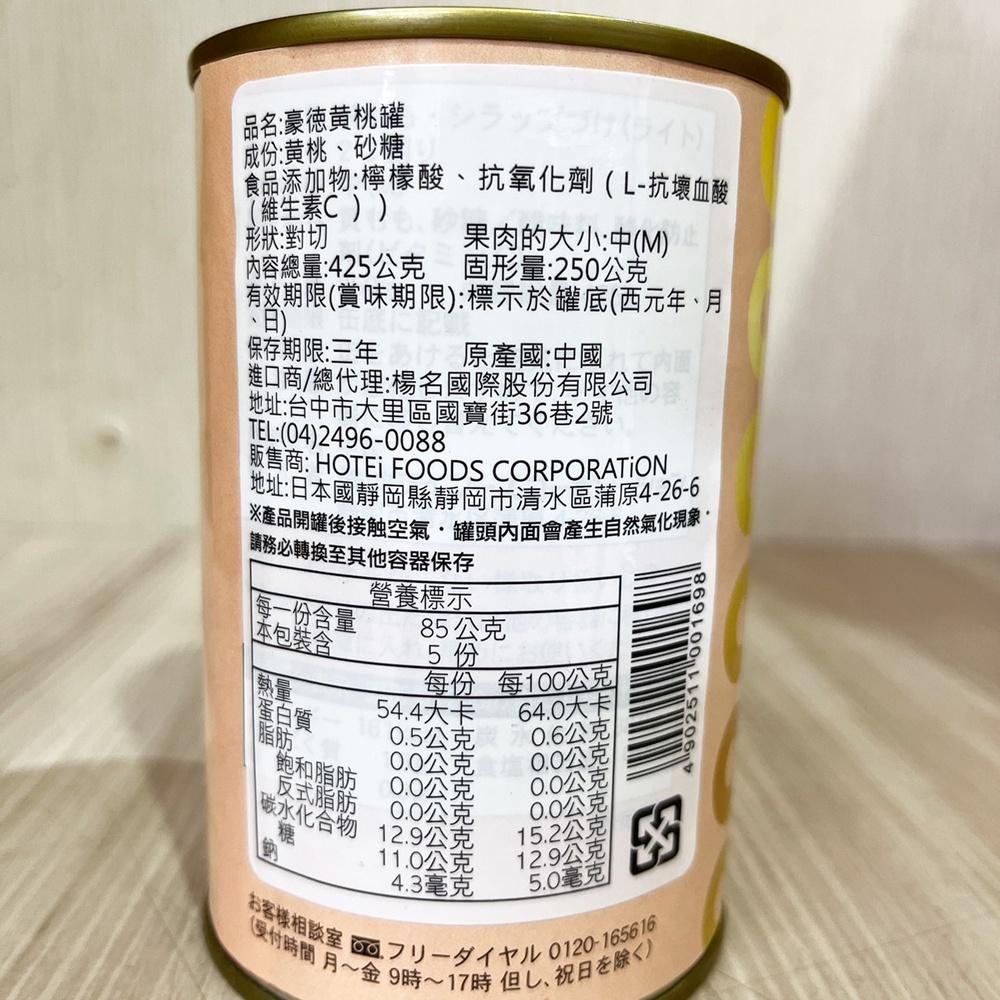 品名:豪德黄桃罐
成份:黄桃、砂糖
食品添加物:檸檬酸、抗氧化劑(L-抗壞血酸
(維生素C))
形狀:對切 果肉的大小:中(M)
內容總量:425公克 固形量:250公克
有效期限(賞味期限):標示於罐底(西元年、月
、日)
保存期限:三年 原產國:中國
進口商/總代理:楊名國際股份有限公司
地址:台中市大里區國寶街36巷2號
TEL:(04)2496-0088
販售商: HOTEi FOODS CORPORATiON
地址:日本國靜岡縣靜岡市清水區蒲原4-26-6
※產品開罐後接触空氣·罐頭內面會產生自然氧化現象·
請務必轉換至其他容器保存
營養標示
每一份含量 85公克
本包裝含 5 份
每份 每100公克
熱量 54.4大卡 64.0大卡
蛋白質 0.5公克 0.6公克
脂肪 0.0公克 0.0公克
飽和脂肪 0.0公克 0.0公克
反式脂肪 0.0公克 0.0公克
碳水化合物 12.9公克 15.2公克
糖 11.0公克 12.9公克
鈉 4.3毫克 5.0毫克
4 902511 001698
お客様相談室 フリーダイヤル 0120-165616
(受付時間 月～金 9時～17時 但し、祝日を除く)